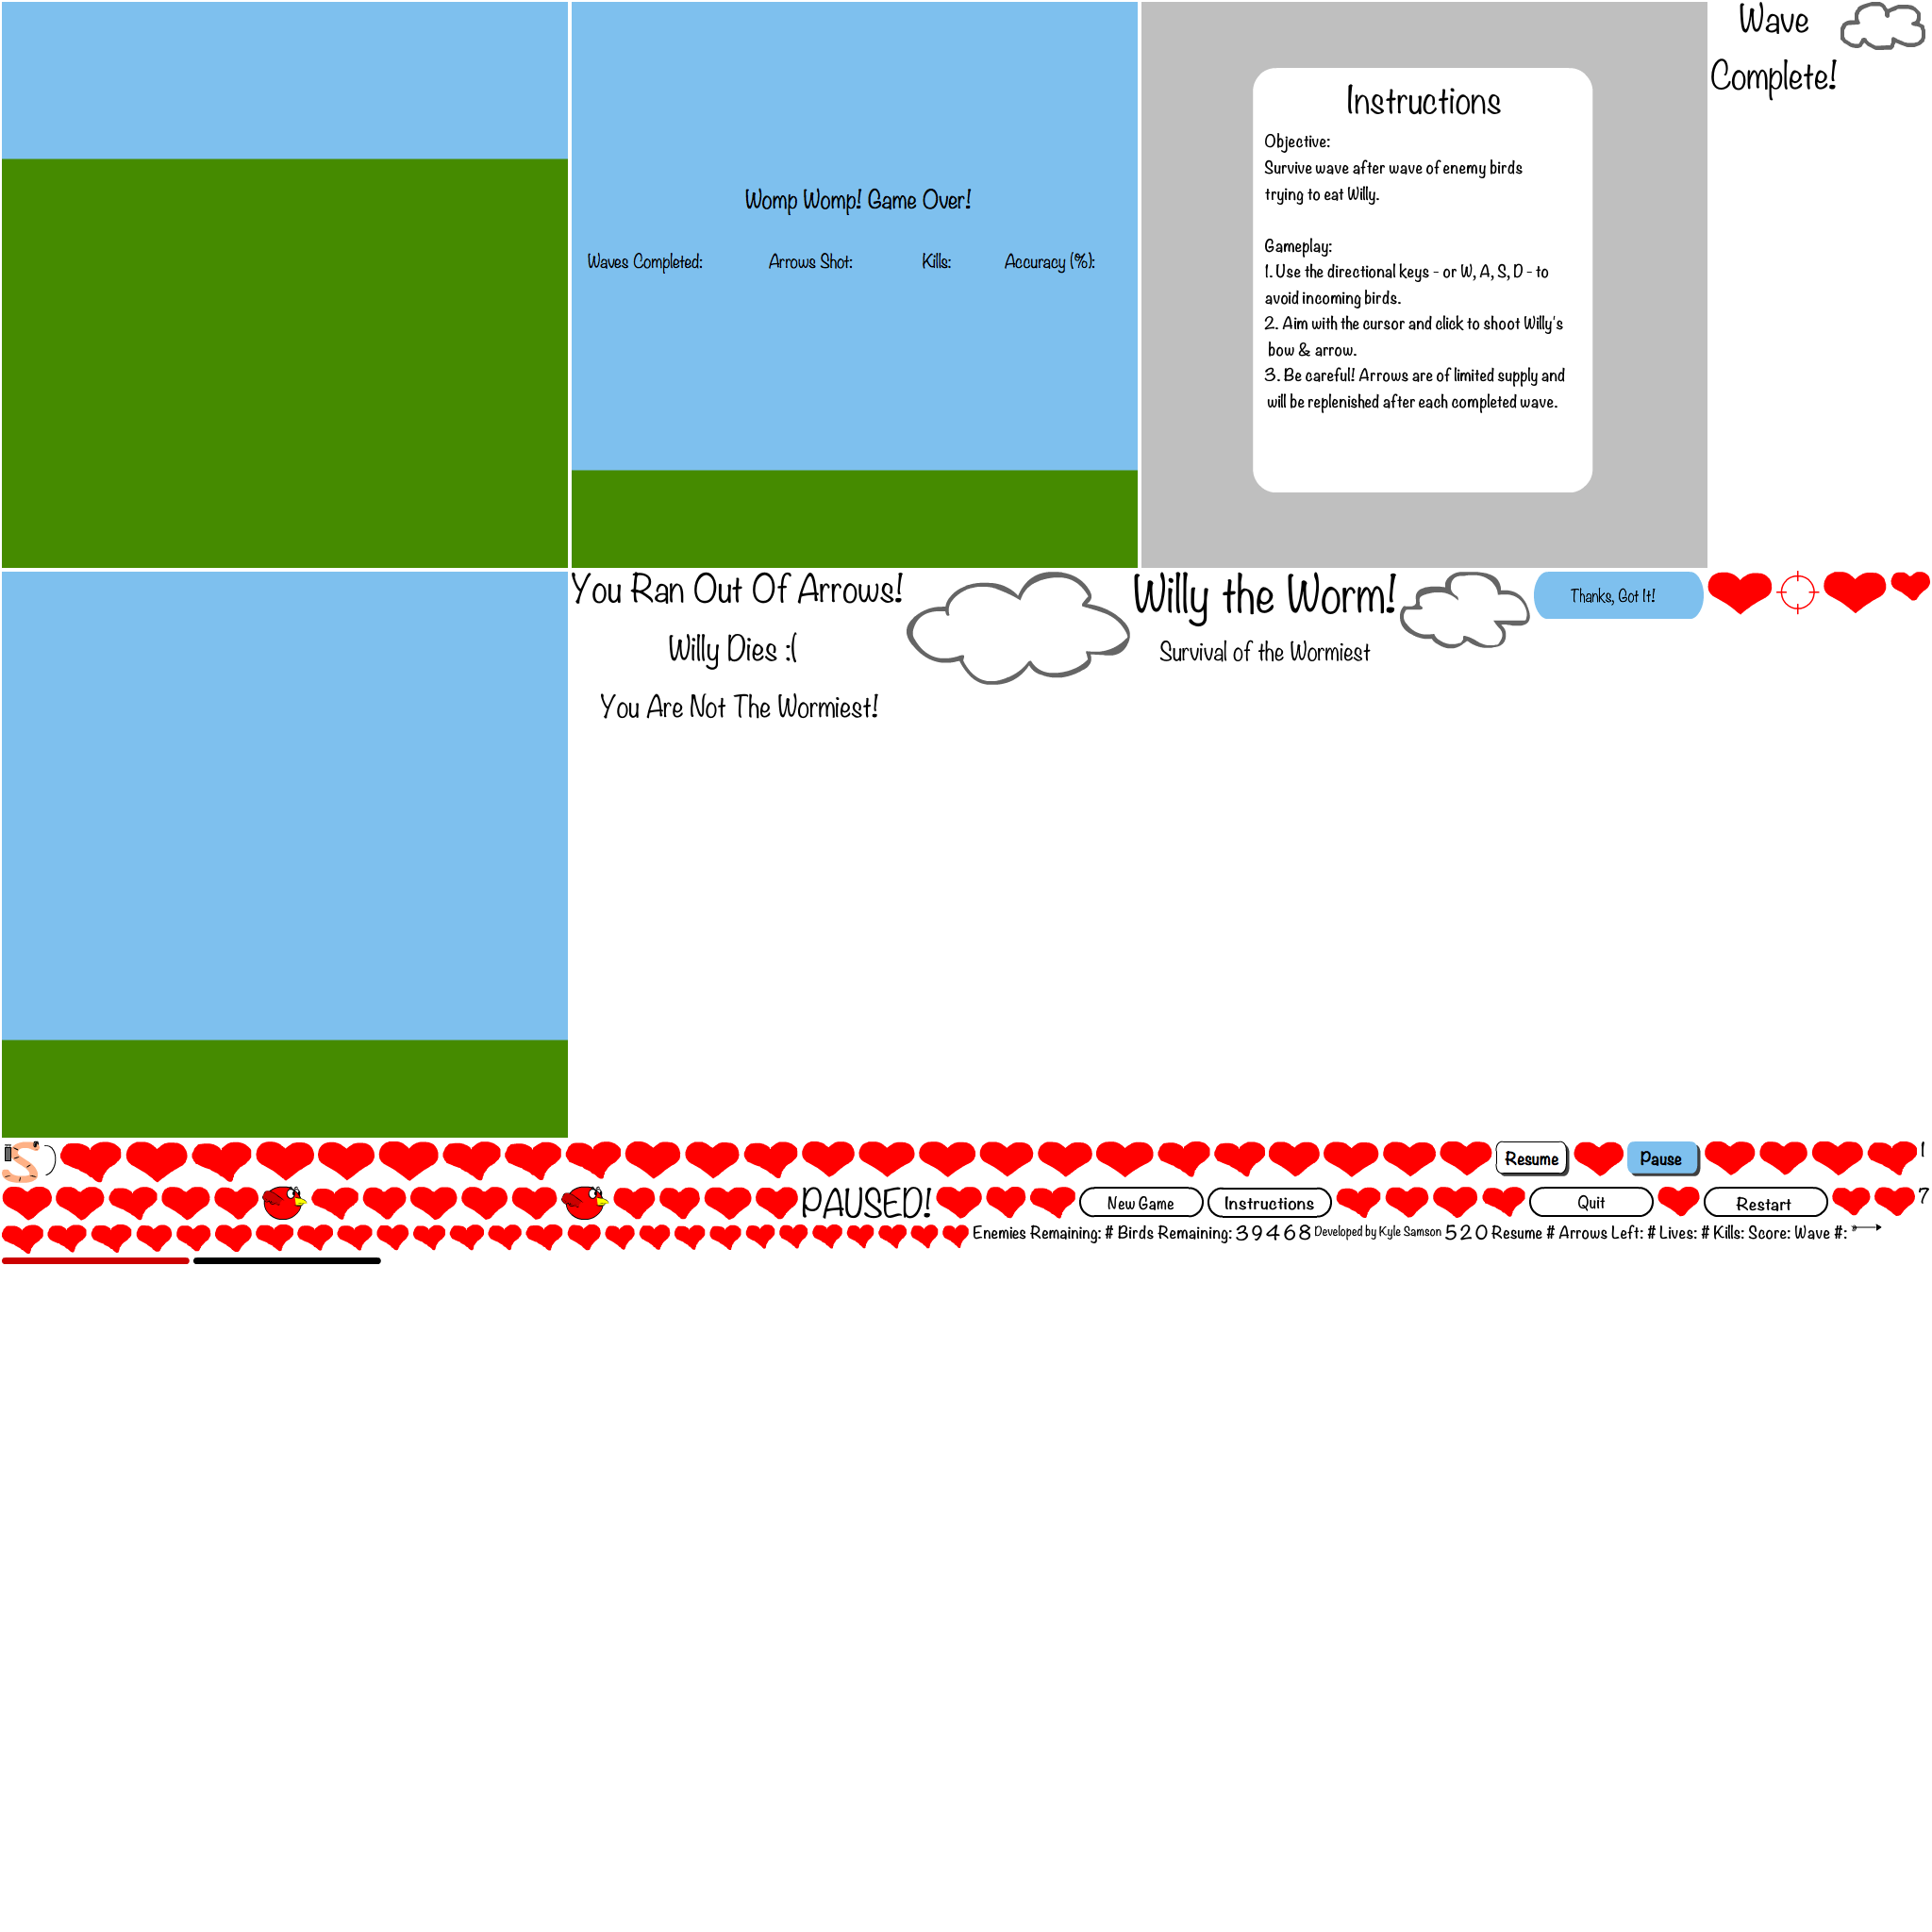 Wave
Complete!
Instructions
Objective:
Survive wave after wave of enemy birds
trying to eat Willy.
Gameplay:
1. Use the directional keys - or W, A, S, D - to
avoid incoming birds.
2. Aim with the cursor and click to shoot Willy's
bow & arrow.
3. Be careful! Arrows are of limited supply and
will be replenished after each completed wave.
Womp Womp! Game Over!
Waves Completed: Arrows Shot: Kills: Accuracy (%):
You Ran Out Of Arrows!
Willy Dies :(
You Are Not The Wormiest!
Willy the Worm!
Survival of the Wormiest
Thanks, Got It!
Resume
Pause
1
PAUSED!
New Game
Instructions
Quit
Restart
7
Enemies Remaining: # Birds Remaining: 3 9 4 6 8 Developed by Kyle Samson 5 2 0 Resume # Arrows Left: # Lives: # Kills: Score: Wave #: